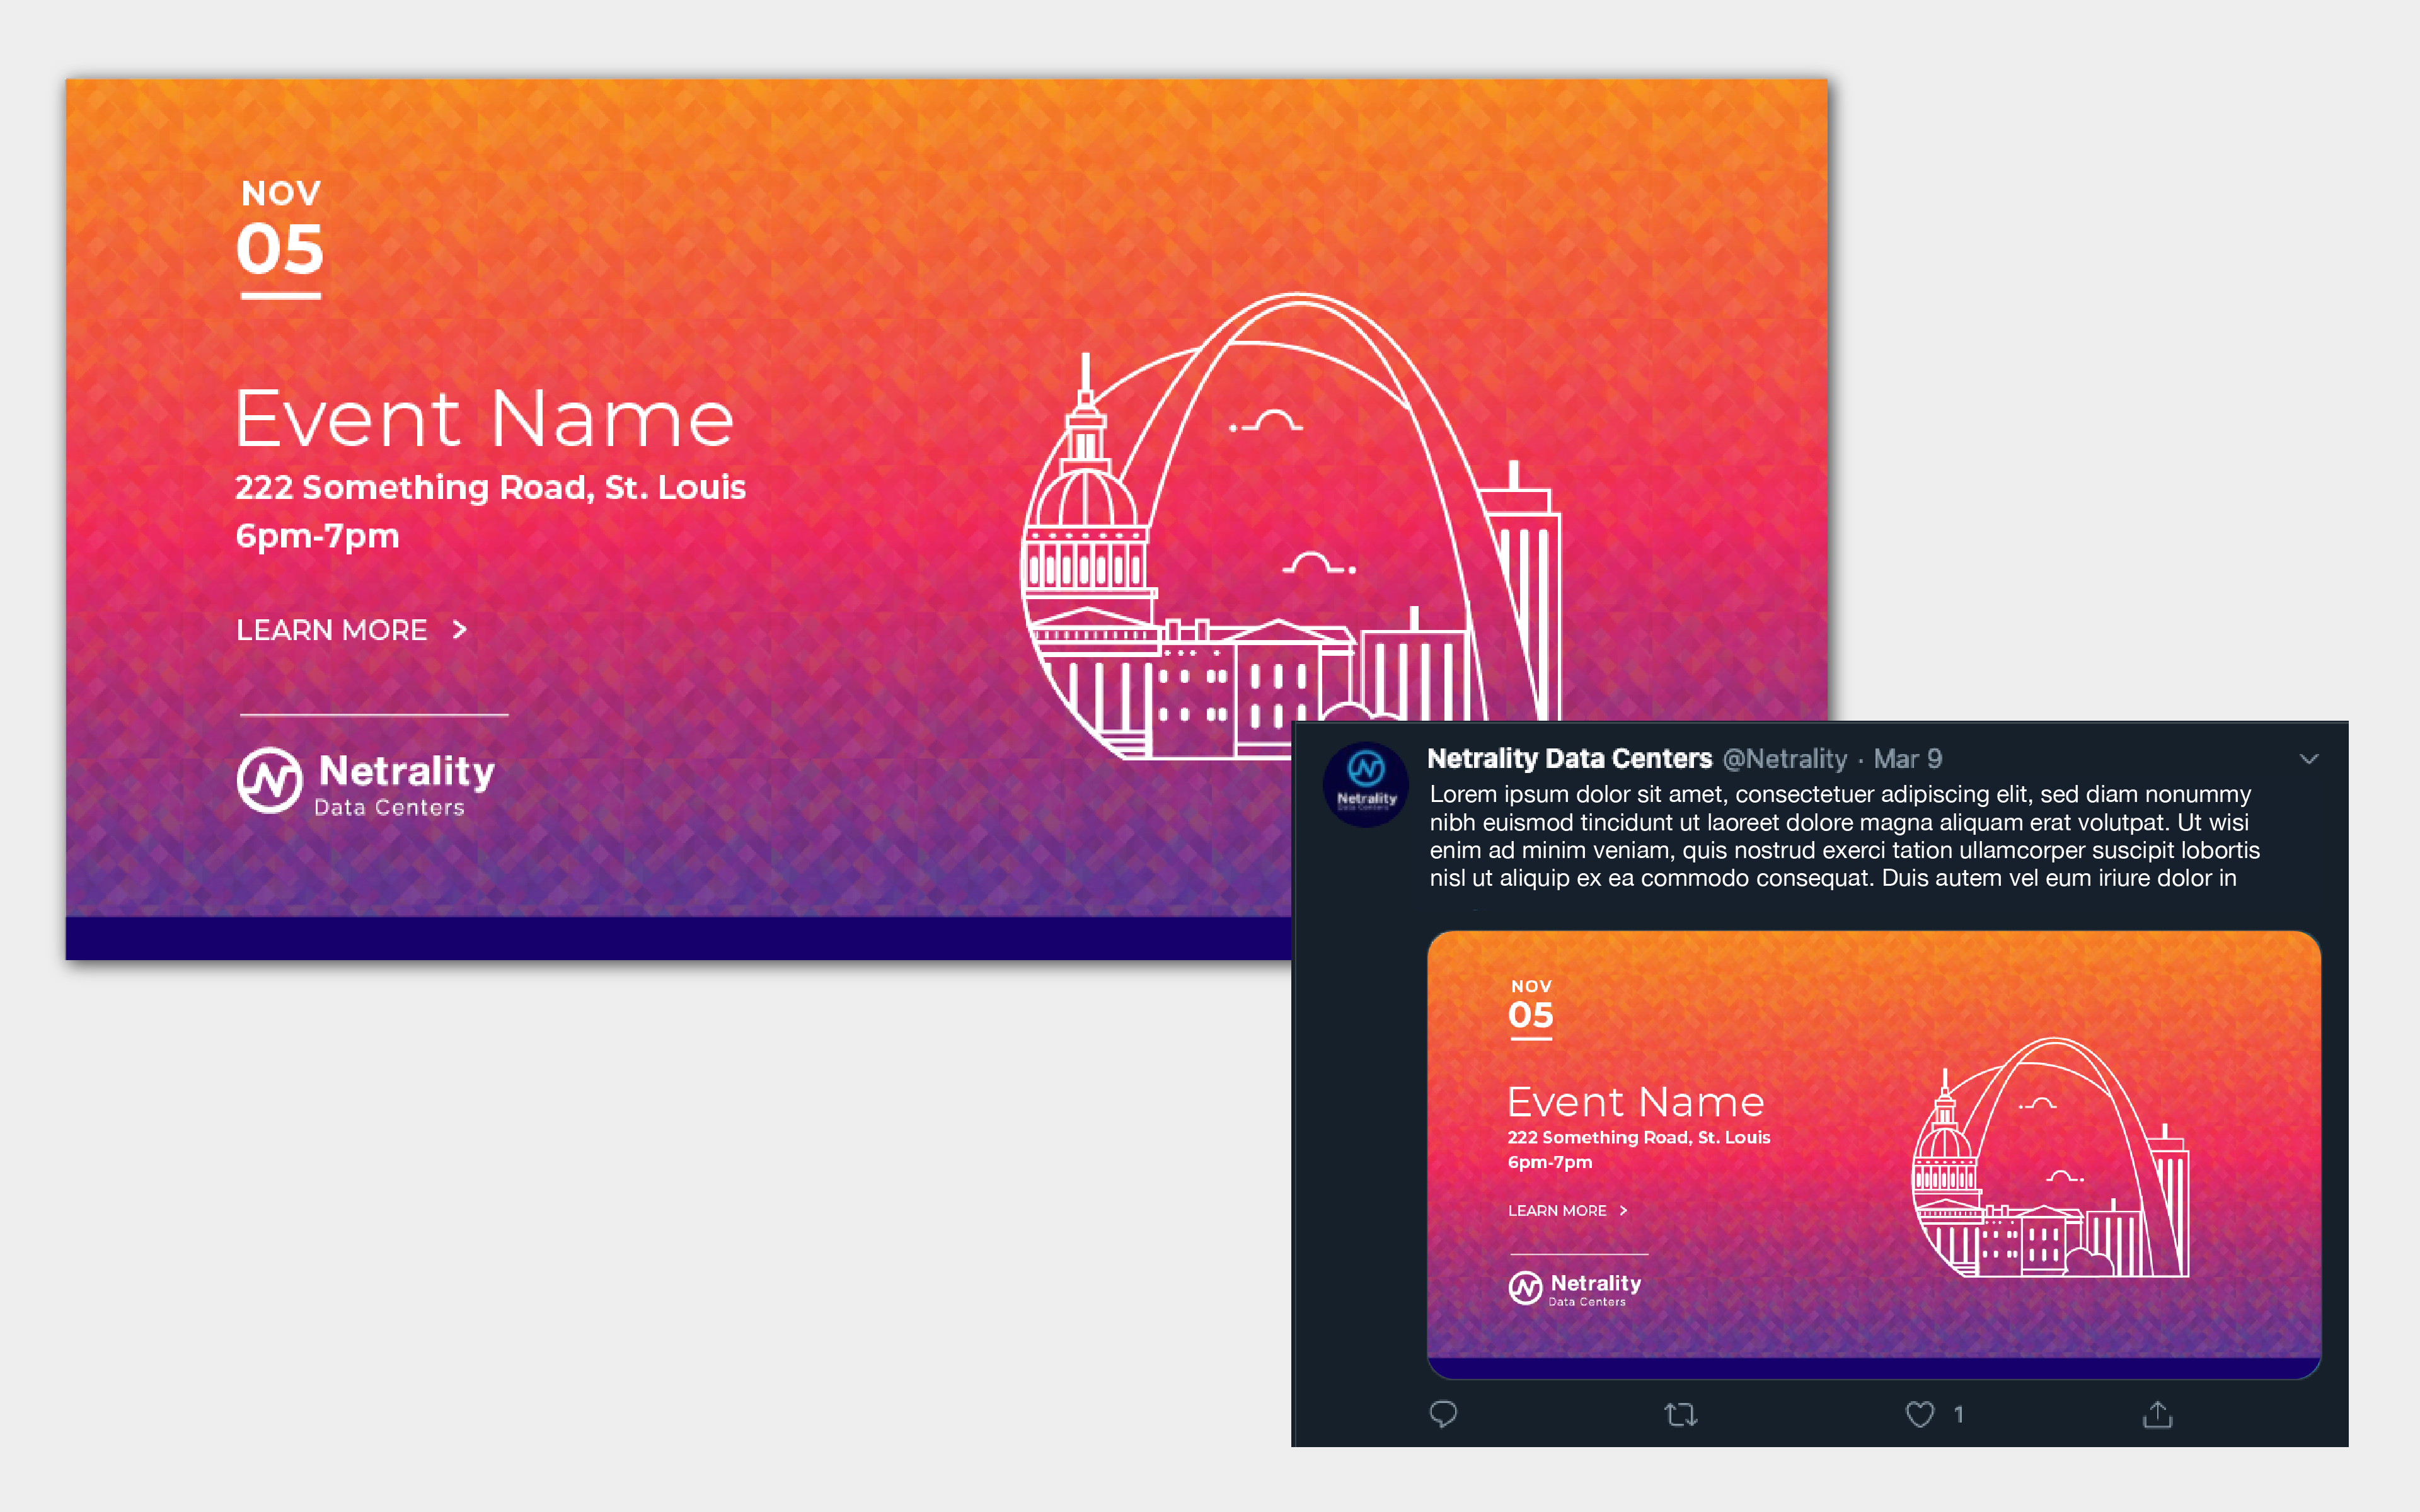 NOV
05
Event Name
222 Something Road, St. Louis
6pm-7pm
LEARN MORE >
Netrality
Data Centers
Netrality Data Centers @Netrality · Mar 9
Netrality
Data Centers
Lorem ipsum dolor sit amet, consectetuer adipiscing elit, sed diam nonummy
nibh euismod tincidunt ut laoreet dolore magna aliquam erat volutpat. Ut wisi
enim ad minim veniam, quis nostrud exerci tation ullamcorper suscipit lobortis
nisl ut aliquip ex ea commodo consequat. Duis autem vel eum iriure dolor in
NOV
05
Event Name
222 Something Road, St. Louis
6pm-7pm
LEARN MORE >
Netrality
Data Centers
1